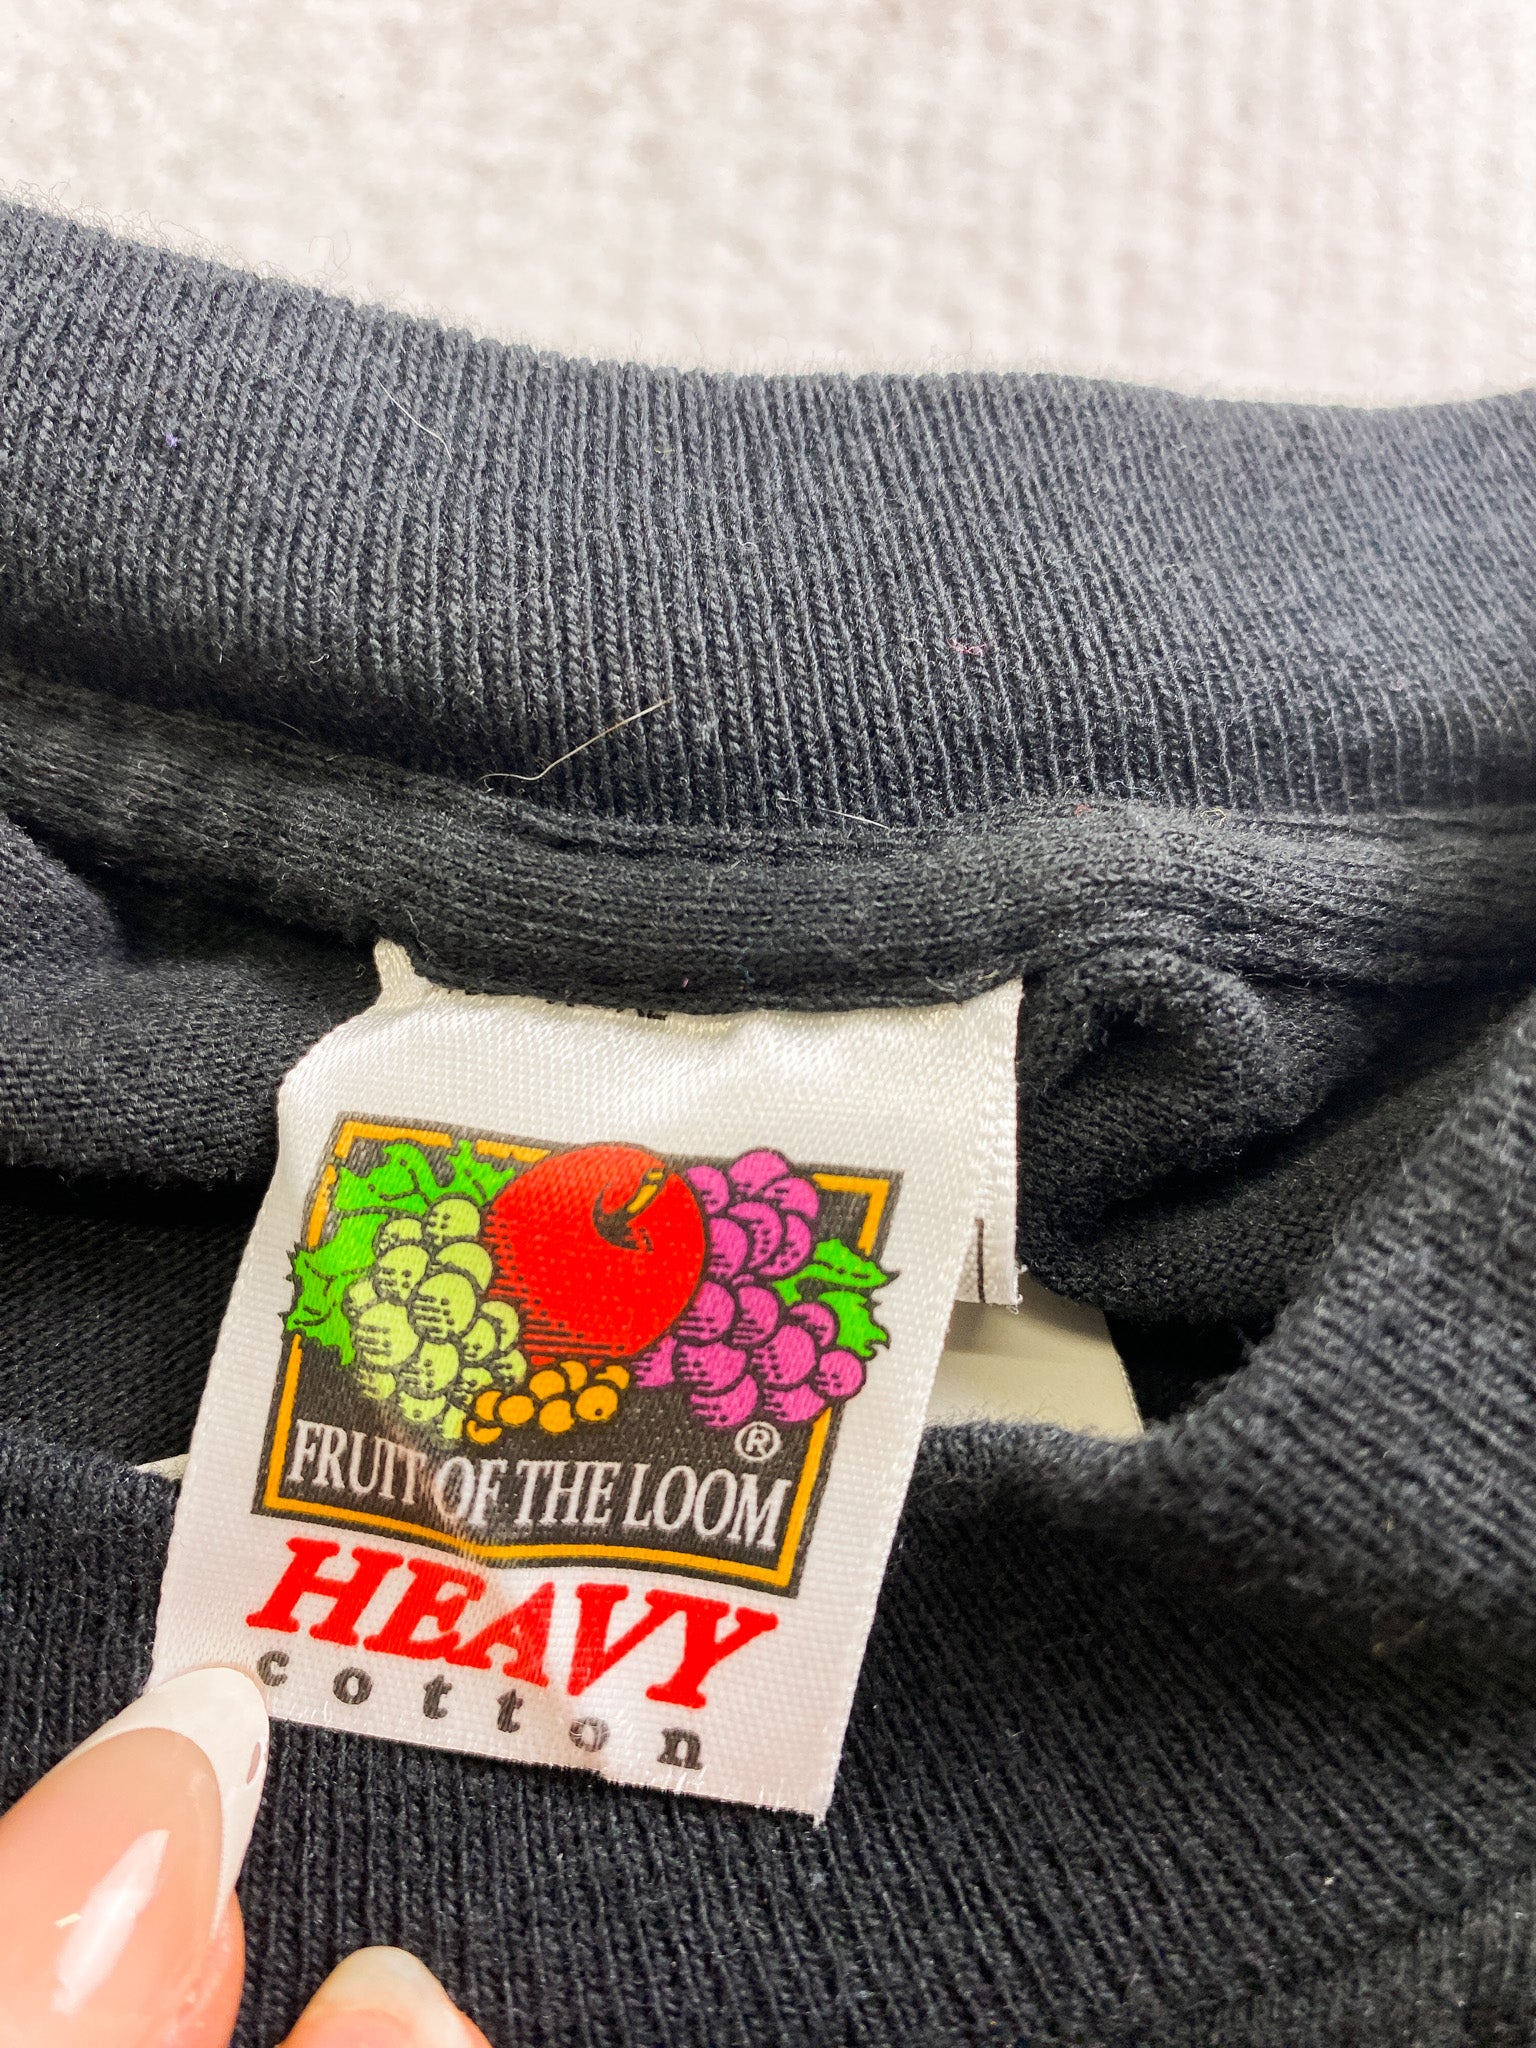 ®
FRUIT OF THE LOOM
HEAVY
cotton